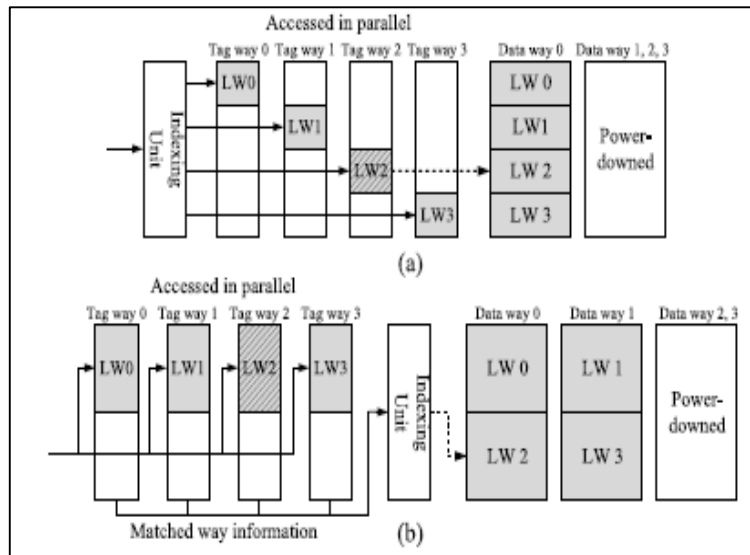 Accessed in parallel
Tag way 0 Tag way 1 Tag way 2 Tag way 3 Data way 0 Data way 1, 2, 3
Indexing Unit
LW0
LW1
LW2
LW3
LW 0
LW1
LW 2
LW 3
Power-
downed
(a)
Accessed in parallel
Tag way 0 Tag way 1 Tag way 2 Tag way 3 Data way 0 Data way 1 Data way 2, 3
LW0
LW1
LW2
LW3
Indexing
Unit
LW 0
LW 1
LW 2
LW 3
Power-
downed
Matched way information
(b)